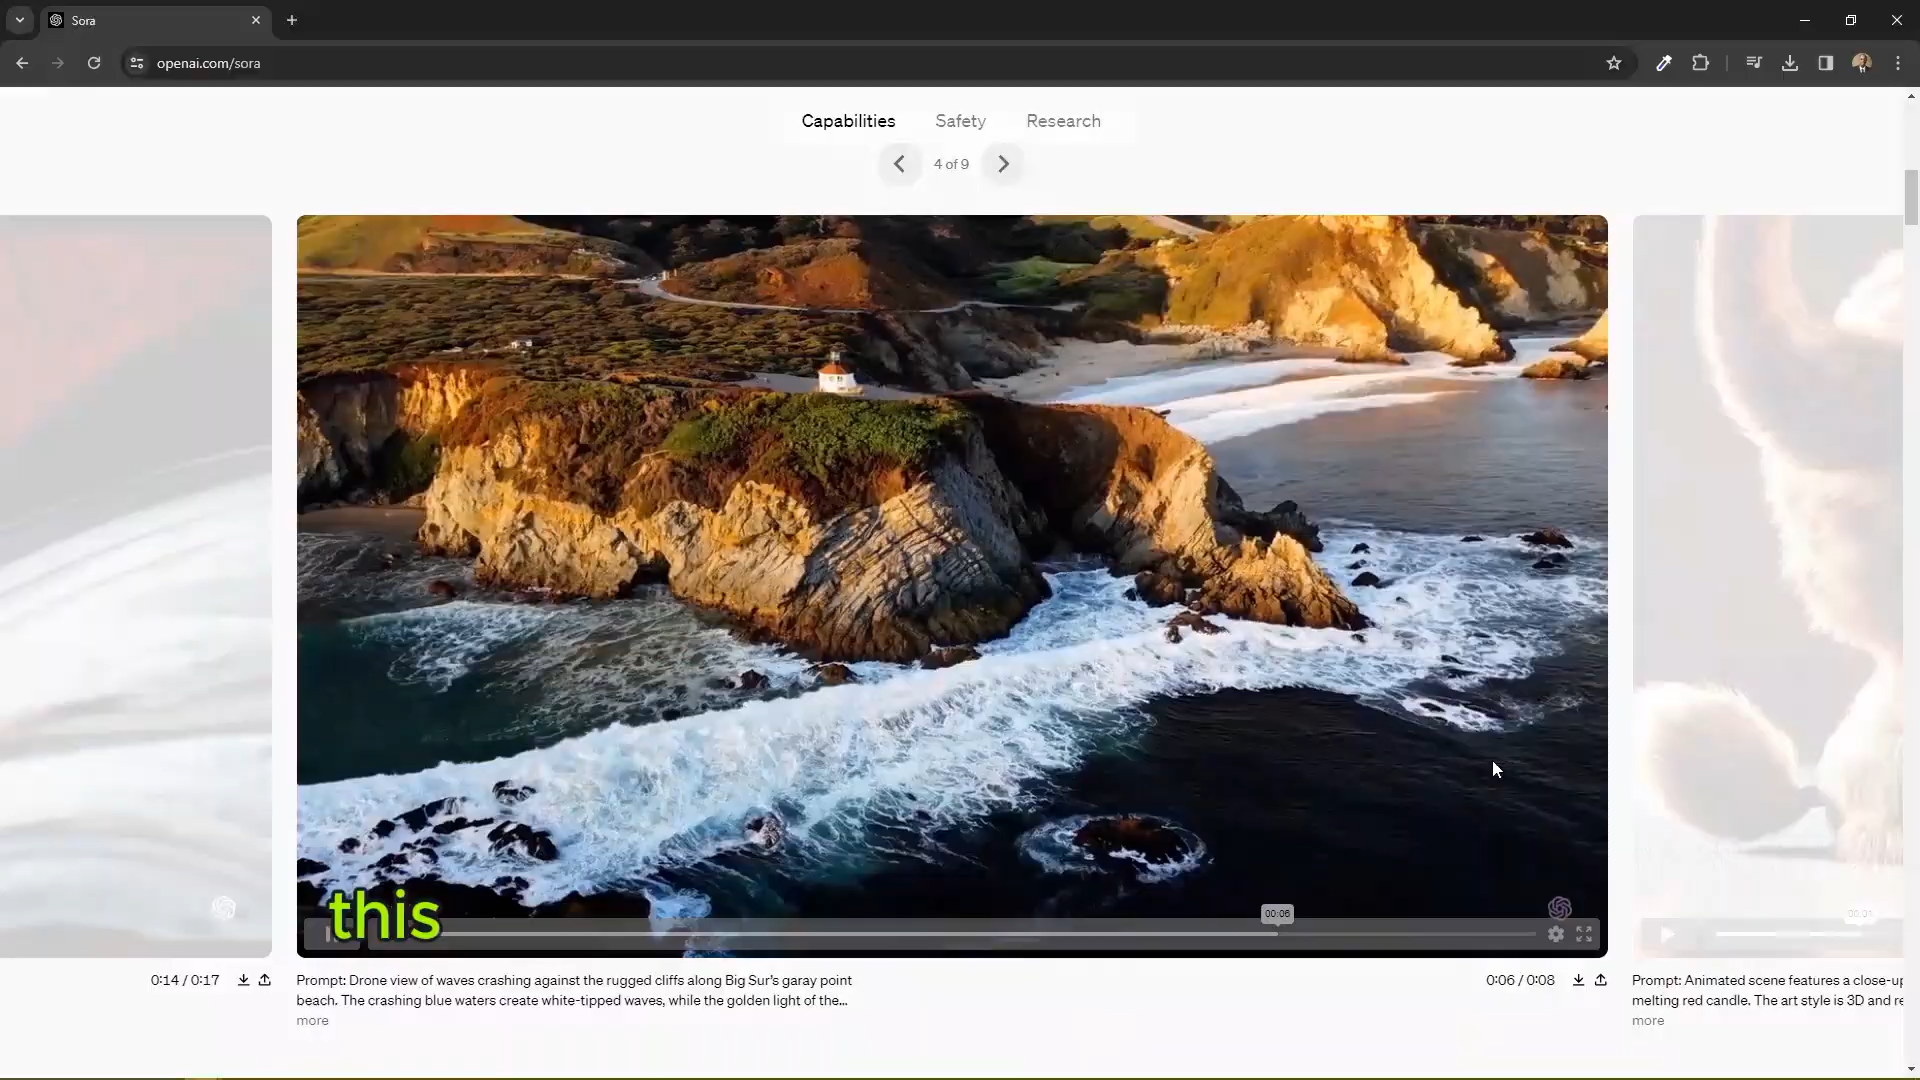 Sora
openai.com/sora
Capabilities Safety Research
4 of 9
this
00:06
0:14 / 0:17
Prompt: Drone view of waves crashing against the rugged cliffs along Big Sur's garay point
beach. The crashing blue waters create white-tipped waves, while the golden light of the...
more
0:06 / 0:08
Prompt: Animated scene features a close-up
melting red candle. The art style is 3D and re
more